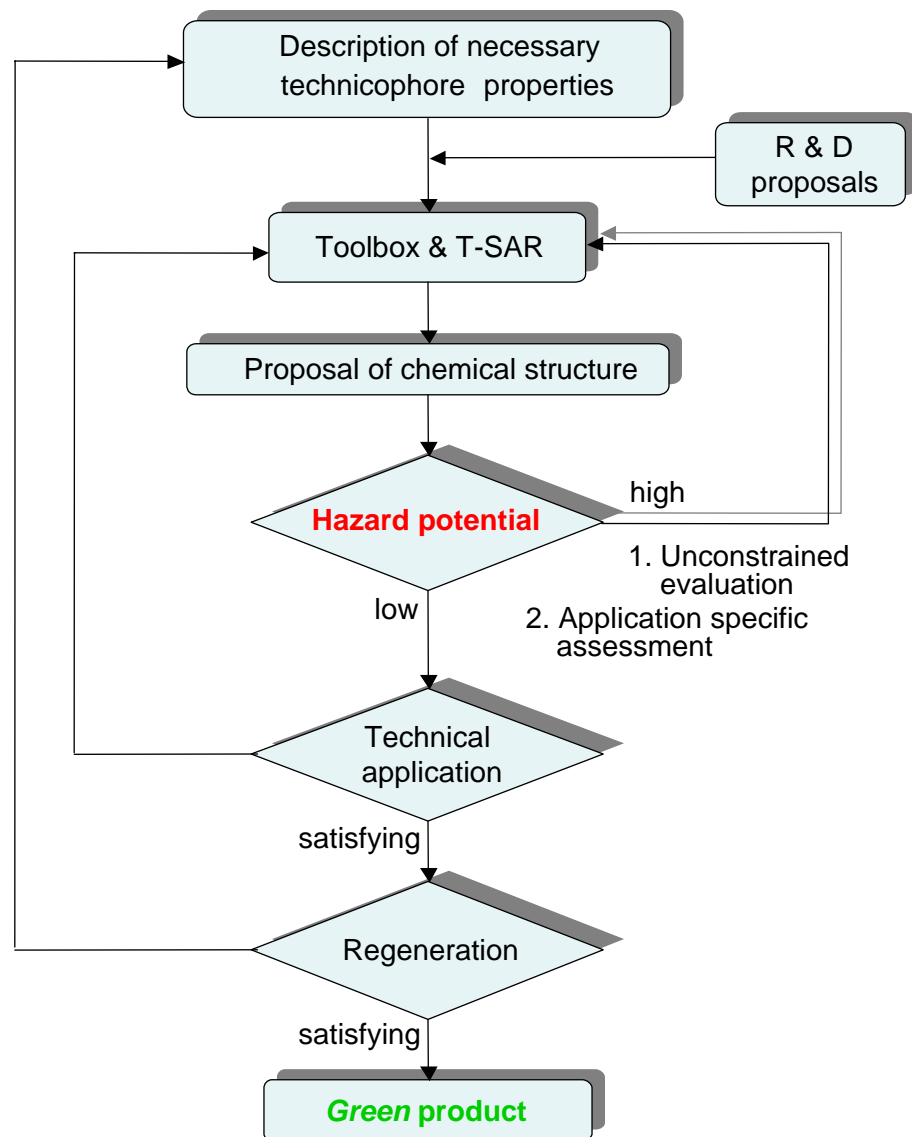 Description of necessary
technicophore properties
R & D
proposals
Toolbox & T-SAR
Proposal of chemical structure
Hazard potential
high
1. Unconstrained
evaluation
low
2. Application specific
assessment
Technical
application
satisfying
Regeneration
satisfying
Green product